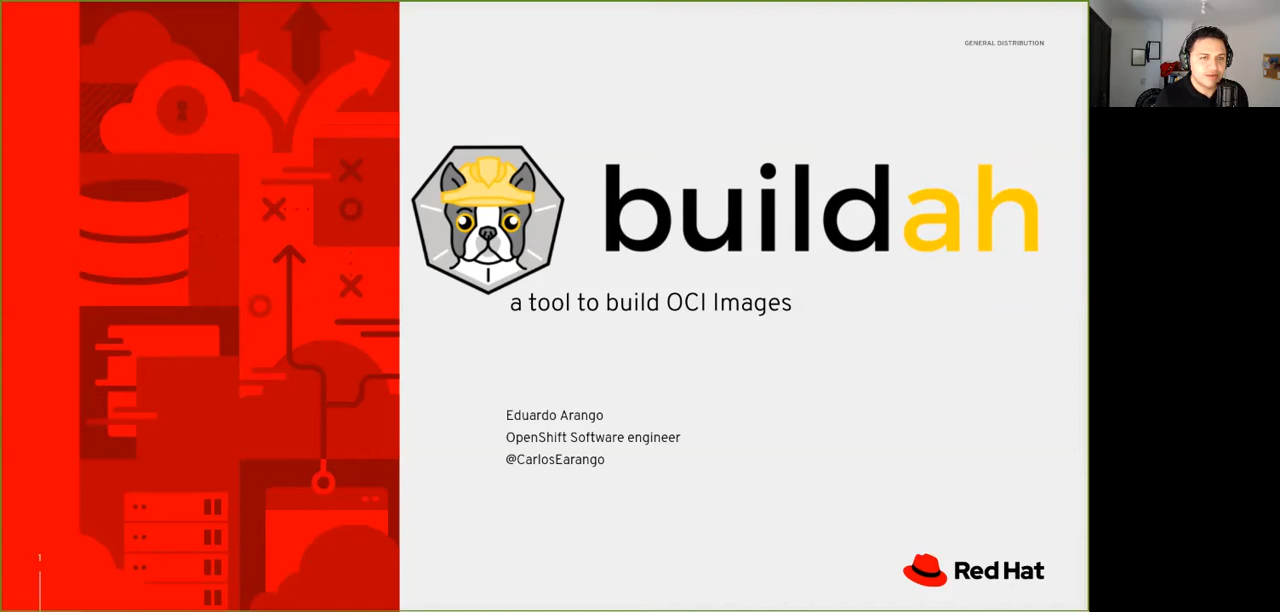 GENERAL DISTRIBUTION
buildah
a tool to build OCI Images
Eduardo Arango
OpenShift Software engineer
@CarlosEarango
1
Red Hat